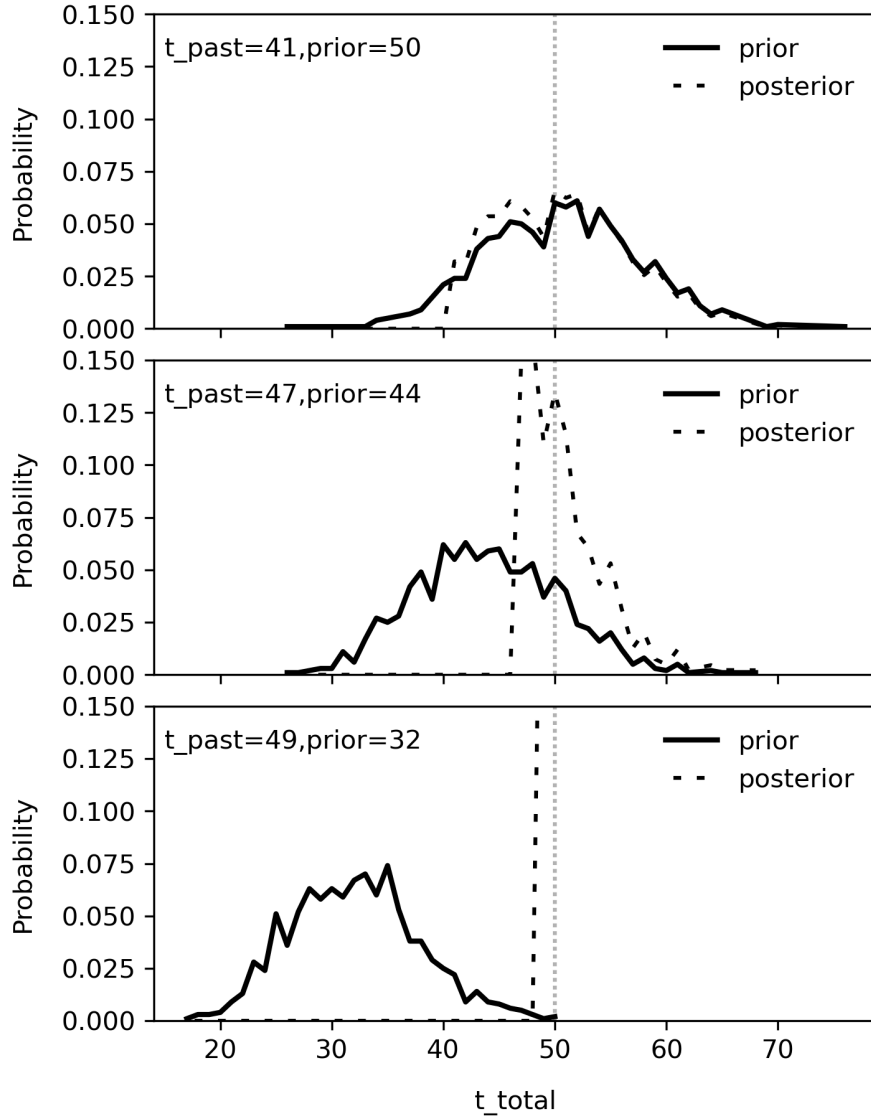 0.150
t_past=41,prior=50
prior
0.125
posterior
0.100
Probability
0.075
0.050
0.025
0.000
0.150
t_past=47,prior=44
prior
0.125
posterior
0.100
Probability
0.075
0.050
0.025
0.000
0.150
t_past=49,prior=32
prior
0.125
posterior
0.100
Probability
0.075
0.050
0.025
0.000
20 30 40 50 60 70
t_total